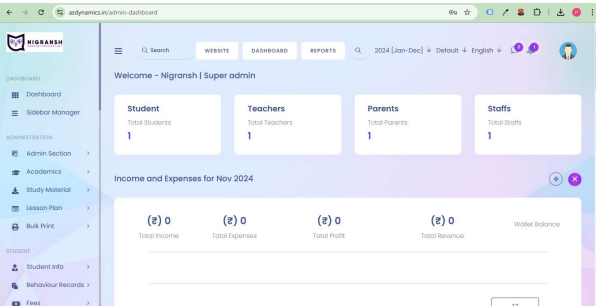 asdynamics.in/admin-dashboard
NIGRANSH
Search
WEBSITE
DASHBOARD
REPORTS
2024 [Jan-Dec]
Default
English
Welcome - Nigransh | Super admin
DASHBOARD
Dashboard
Sidebar Manager
Student
Total Students
1
Teachers
Total Teachers
1
Parents
Total Parents
1
Staffs
Total Staffs
1
ADMINISTRATION
Admin Section
Academics
Study Material
Lesson Plan
Bulk Print
Income and Expenses for Nov 2024
(₹) 0
Total Income
(₹) 0
Total Expenses
(₹) 0
Total Profit
(₹) 0
Total Revenue
Wallet Balance
STUDENT
Student Info
Behaviour Records
Fees